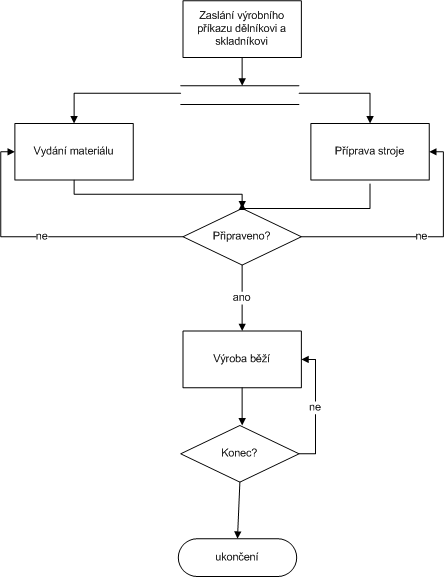 Zaslání výrobního
příkazu dělníkovi a
skladníkovi
Vydání materiálu
Příprava stroje
ne
Připraveno?
ne
ano
Výroba běží
ne
Konec?
ukončení